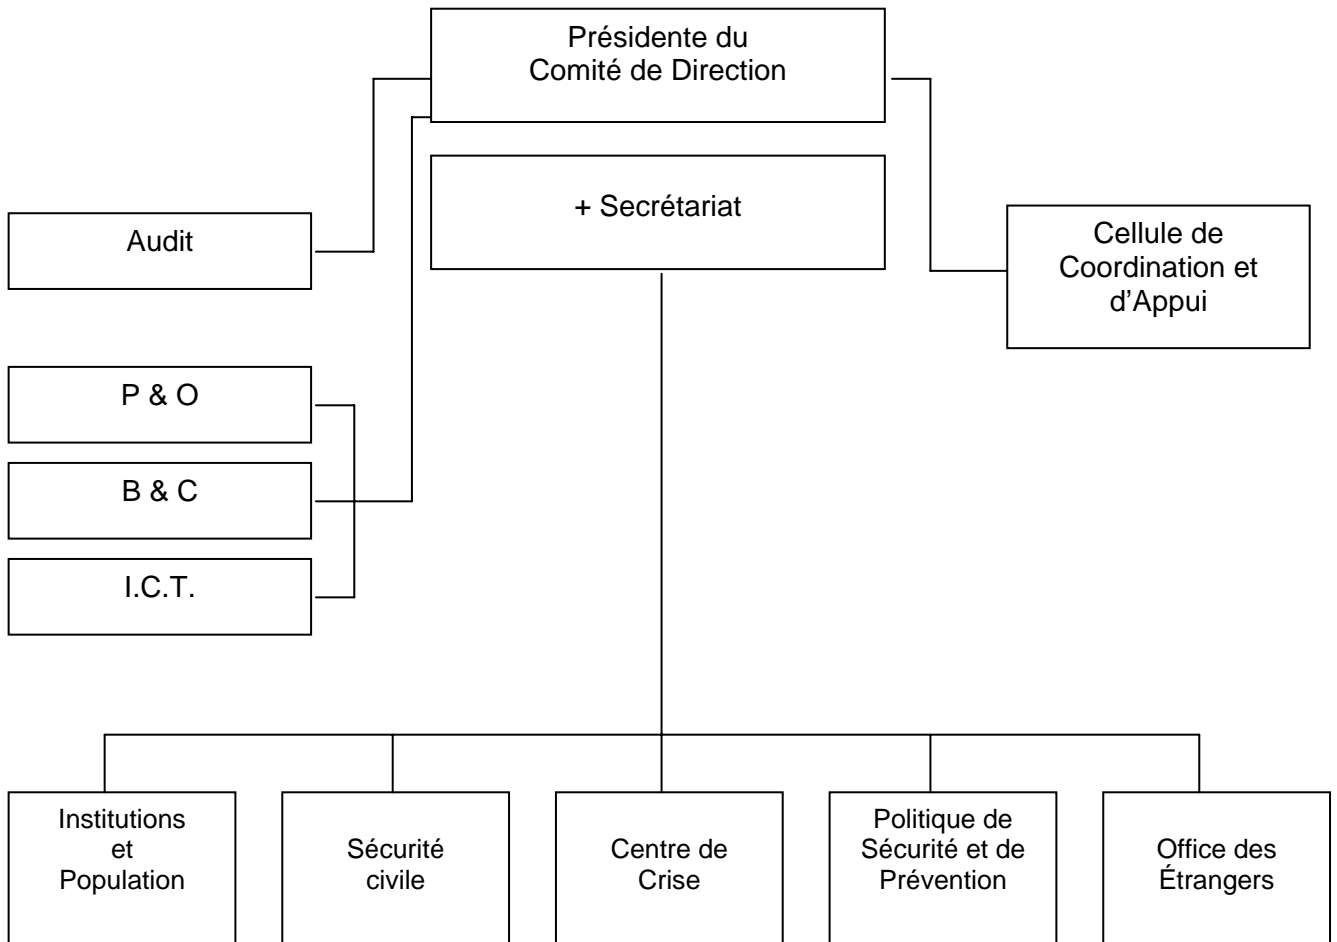 Présidente du
Comité de Direction
+ Secrétariat
Audit
Cellule de
Coordination et
d’Appui
P & O
B & C
I.C.T.
Institutions
et
Population
Sécurité
civile
Centre de
Crise
Politique de
Sécurité et de
Prévention
Office des
Étrangers